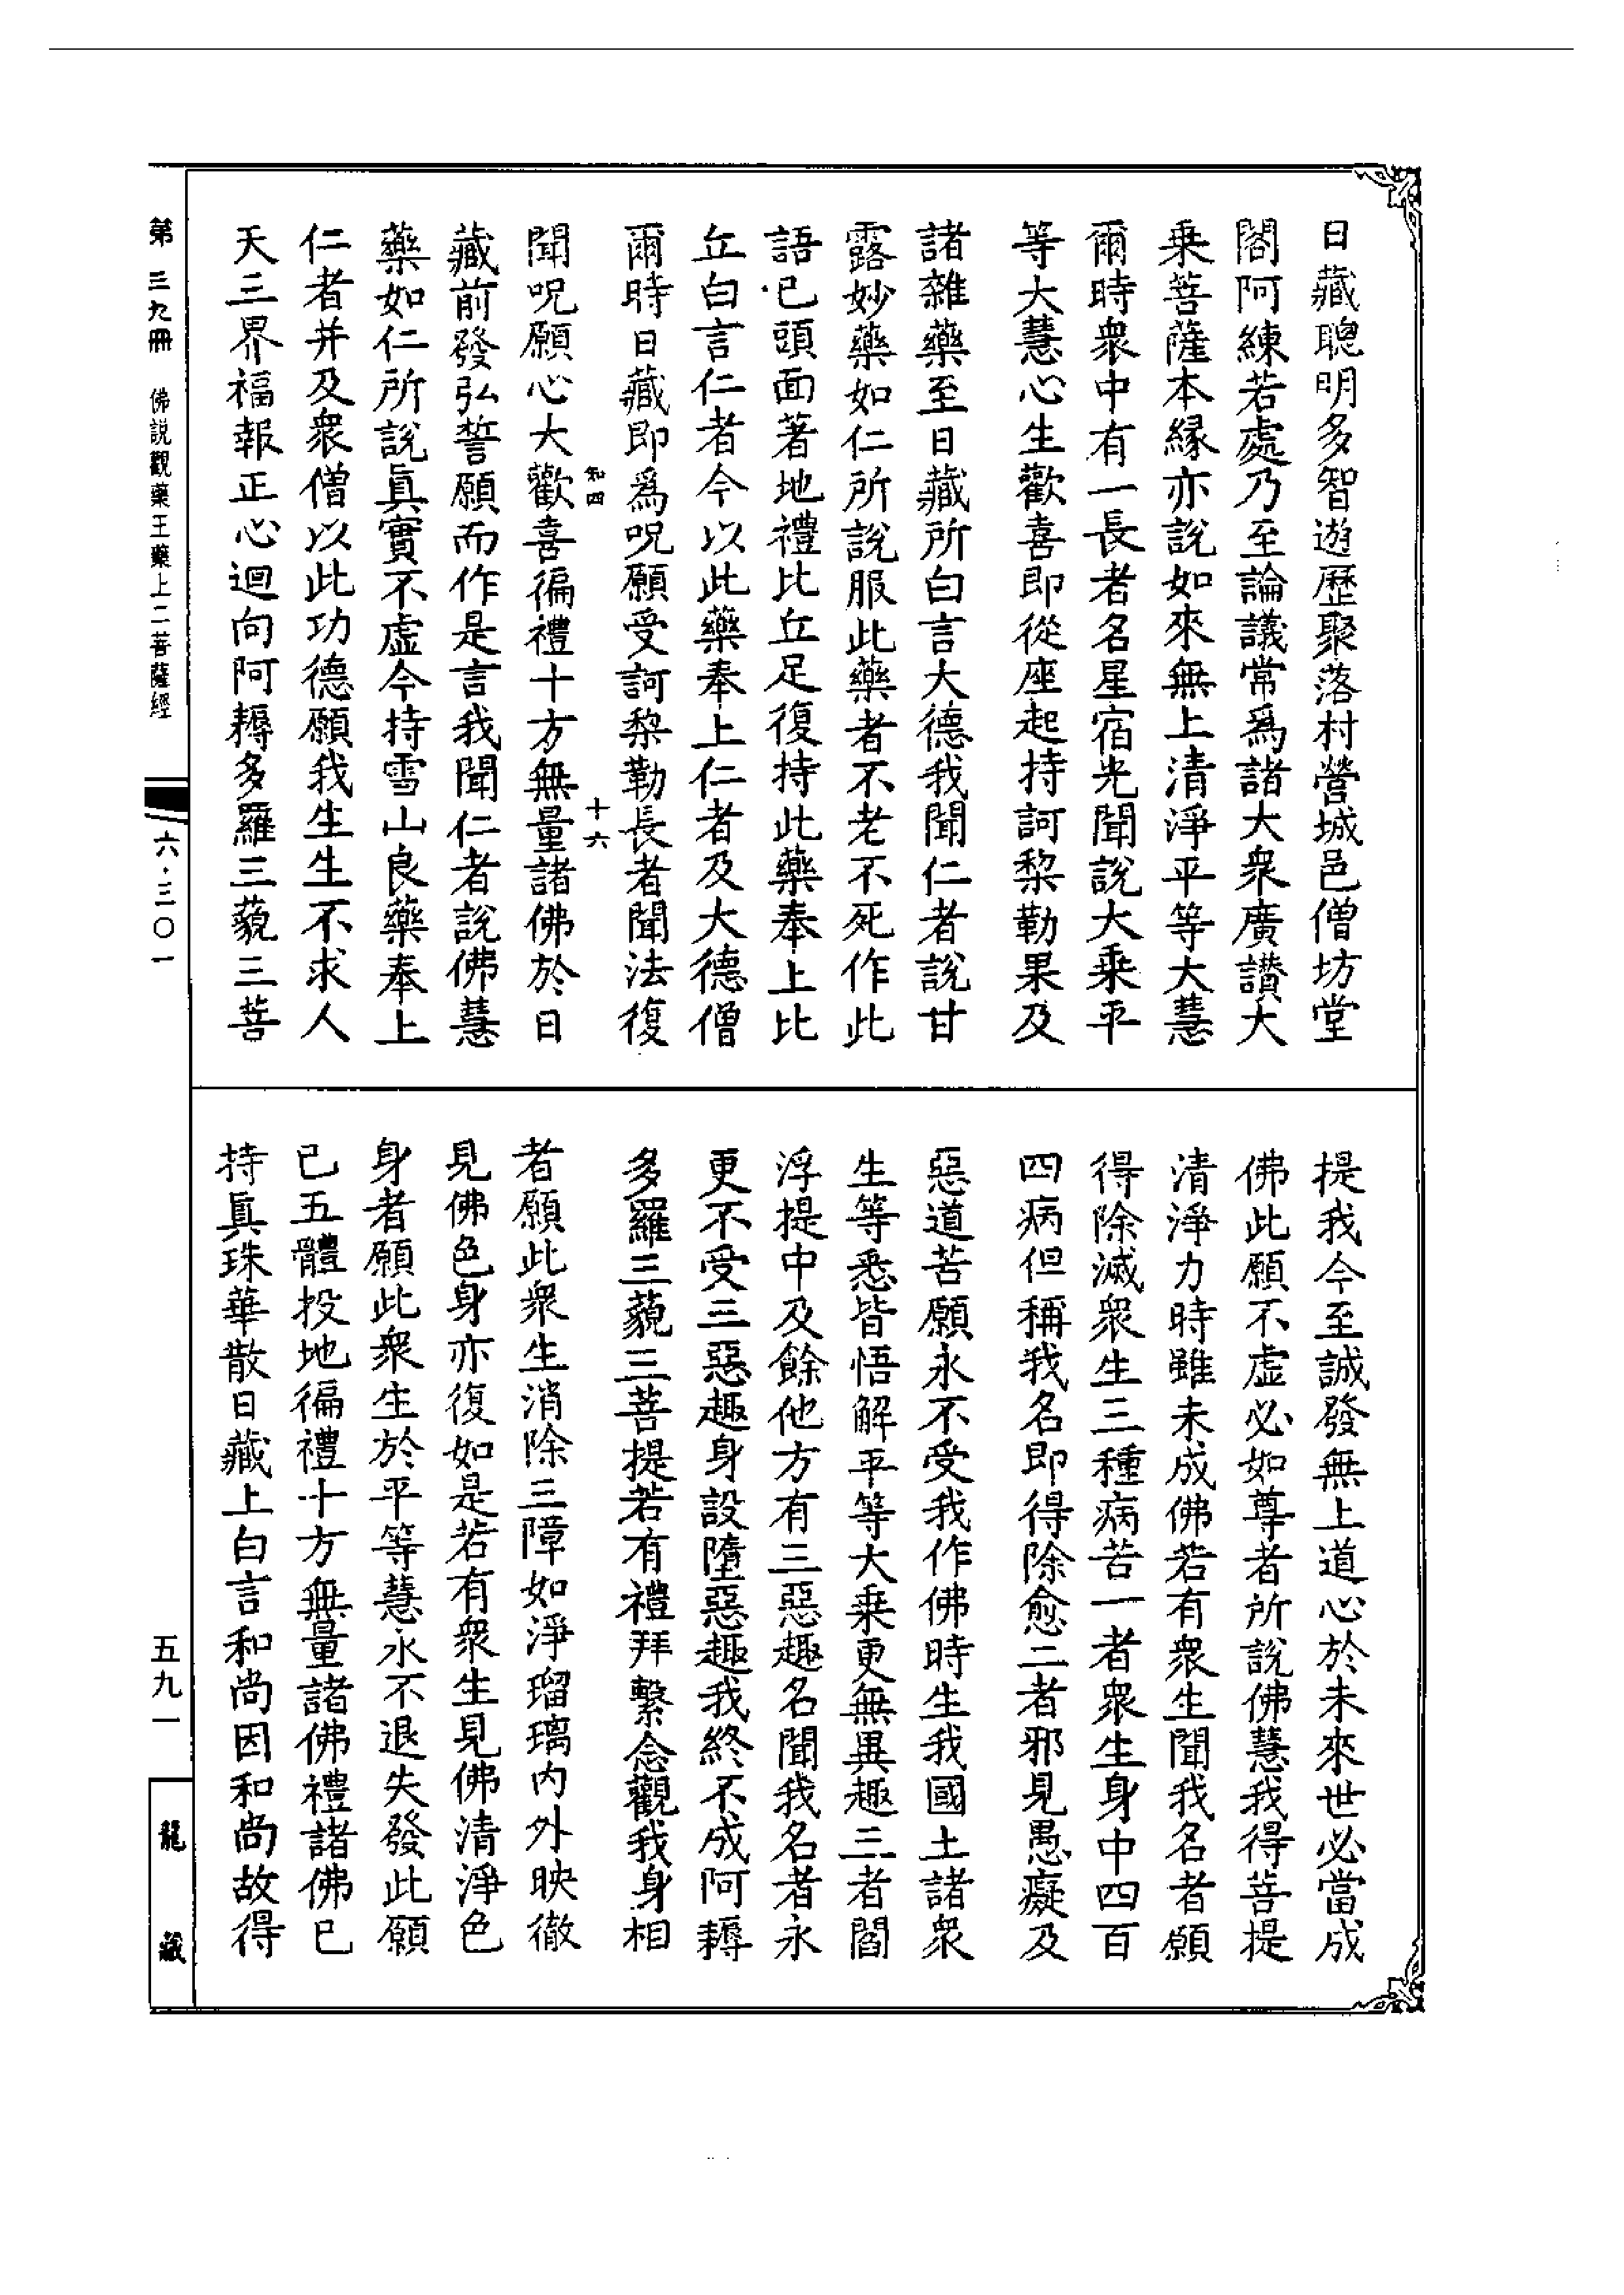 日藏聰明多智遊歷聚落村營城邑僧坊堂
閣阿練若處乃至論議常爲諸大衆廣讚大
乗菩薩本縁亦說如來無上清淨平等大慧
爾時衆中有一長者名星宿光聞說大乗平
等大慧心生歡喜即從座起持訶棃勒果及
諸雜藥至日藏所白言大德我聞仁者說甘
露妙藥如仁所說服此藥者不老不死作此
語已頭面著地禮比丘足復持此藥奉上比
丘白言仁者今以此藥奉上仁者及大德僧
爾時日藏即爲呪願受訶棃勒長者聞法復
知四
十六
聞呪願心大歡喜徧禮十方無量諸佛於日
藏前發弘誓願而作是言我聞仁者說佛慧
藥如仁所說眞實不虛今持雪山良藥奉上
仁者并及衆僧以此功德願我生生不求人
天三界福報正心迴向阿耨多羅三藐三菩
提我今至誠發無上道心於未來世必當成
佛此願不虛必如尊者所說佛慧我得菩提
清淨力時雖未成佛若有衆生聞我名者願
得除滅衆生三種病苦一者衆生身中四百
四病但稱我名即得除愈二者邪見愚癡及
惡道苦願永不受我作佛時生我國土諸衆
生等悉皆悟解平等大乗更無異趣三者閻
浮提中及餘他方有三惡趣名聞我名者永
更不受三惡趣身設墮惡趣我終不成阿耨
多羅三藐三菩提若有禮拜繫念觀我身相
者願此衆生消除三障如淨瑠璃内外映徹
見佛色身亦復如是若有衆生見佛清淨色
身者願此衆生於平等慧永不退失發此願
已五體投地徧禮十方無量諸佛禮諸佛已
持眞珠華散日藏上白言和尚因和尚故得
第三九冊 佛説觀藥王藥上二菩薩經
六·三〇一
五九一
龍藏